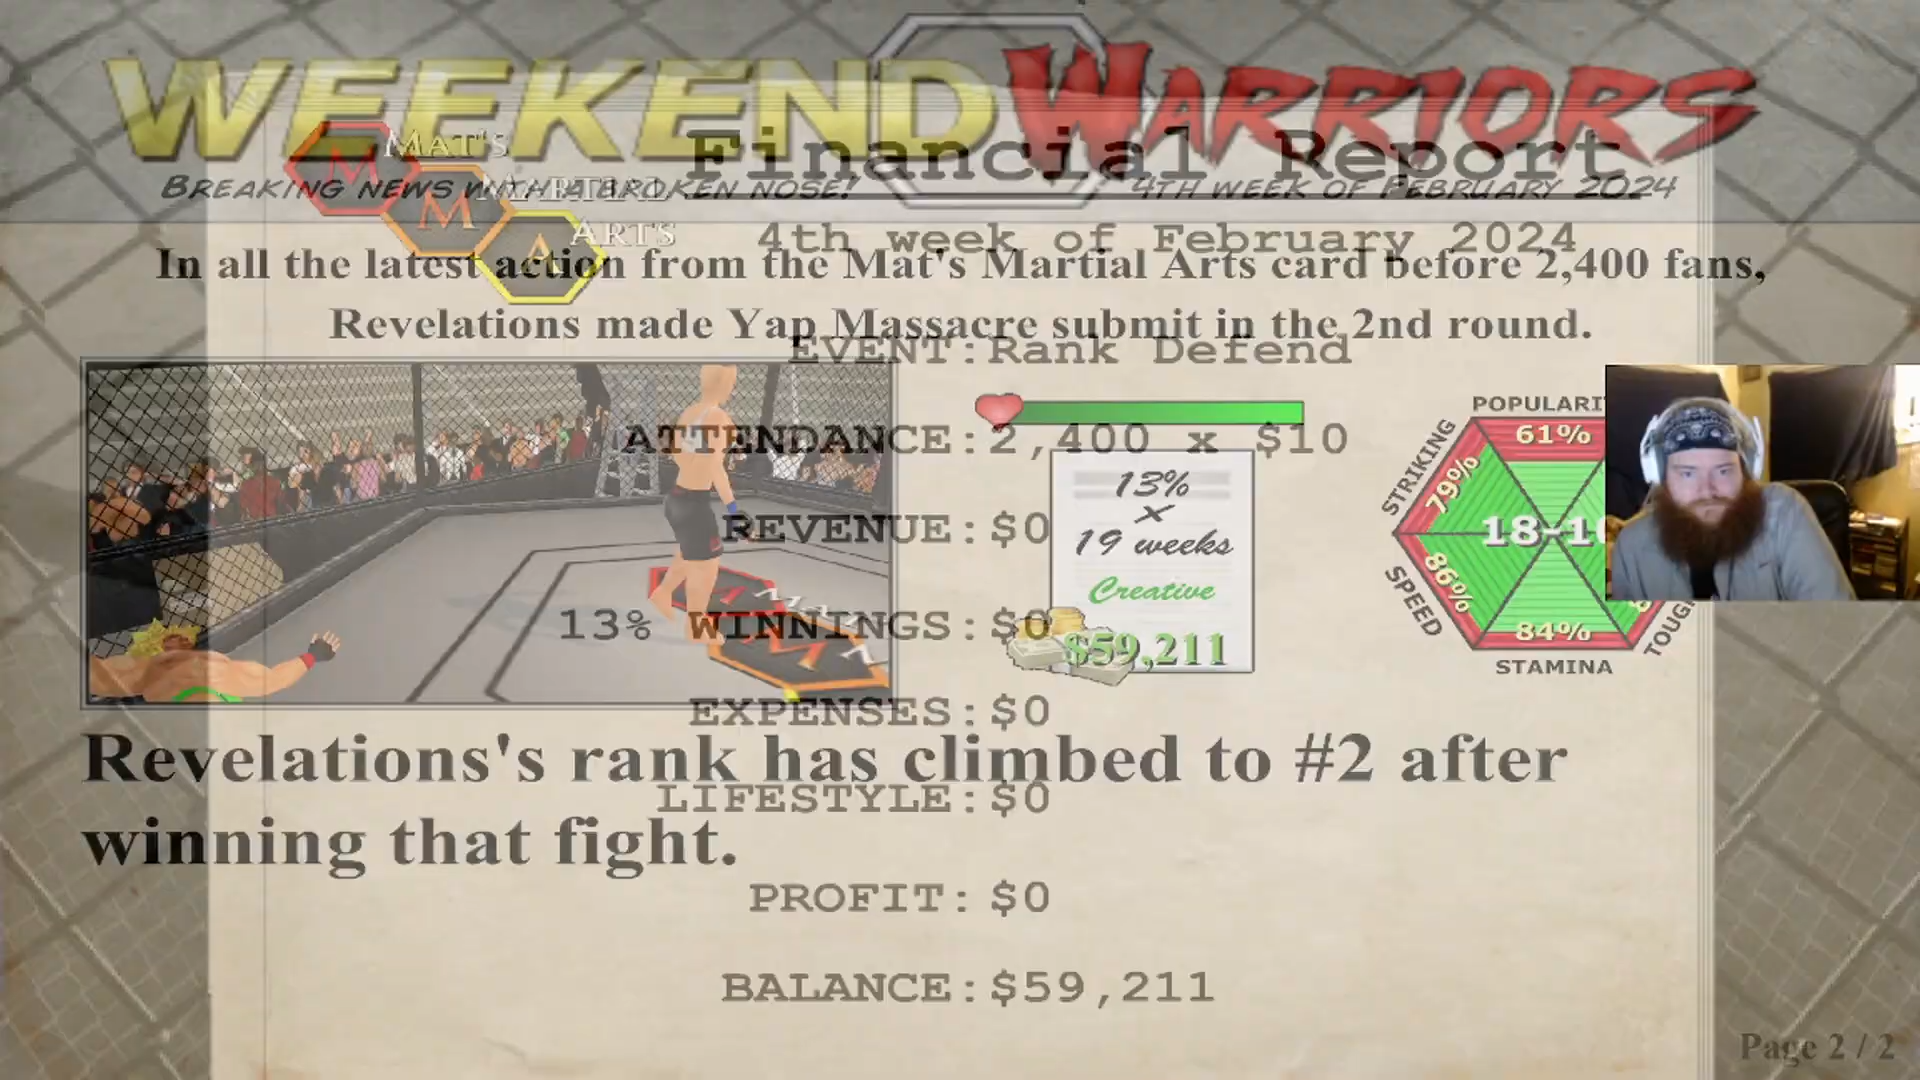 WEEKEND WARRIORS
BREAKING NEWS WITH A BROKEN NOSE!
4TH WEEK OF FEBRUARY 2024
MAT'S
MARTIAL
ARTS
M
M
A
Financial Report
4th week of February 2024
In all the latest action from the Mat's Martial Arts card before 2,400 fans,
Revelations made Yap Massacre submit in the 2nd round.
EVENT: Rank Defend
ATTENDANCE: 2,400 x $10
REVENUE: $0
13% WINNINGS: $0
EXPENSES: $0
LIFESTYLE: $0
PROFIT: $0
BALANCE: $59,211
13%
x
19 weeks
Creative
$59,211
61%
STRIKING
79%
SPEED
86%
84%
STAMINA
Revelations's rank has climbed to #2 after
winning that fight.
Page 2 / 2